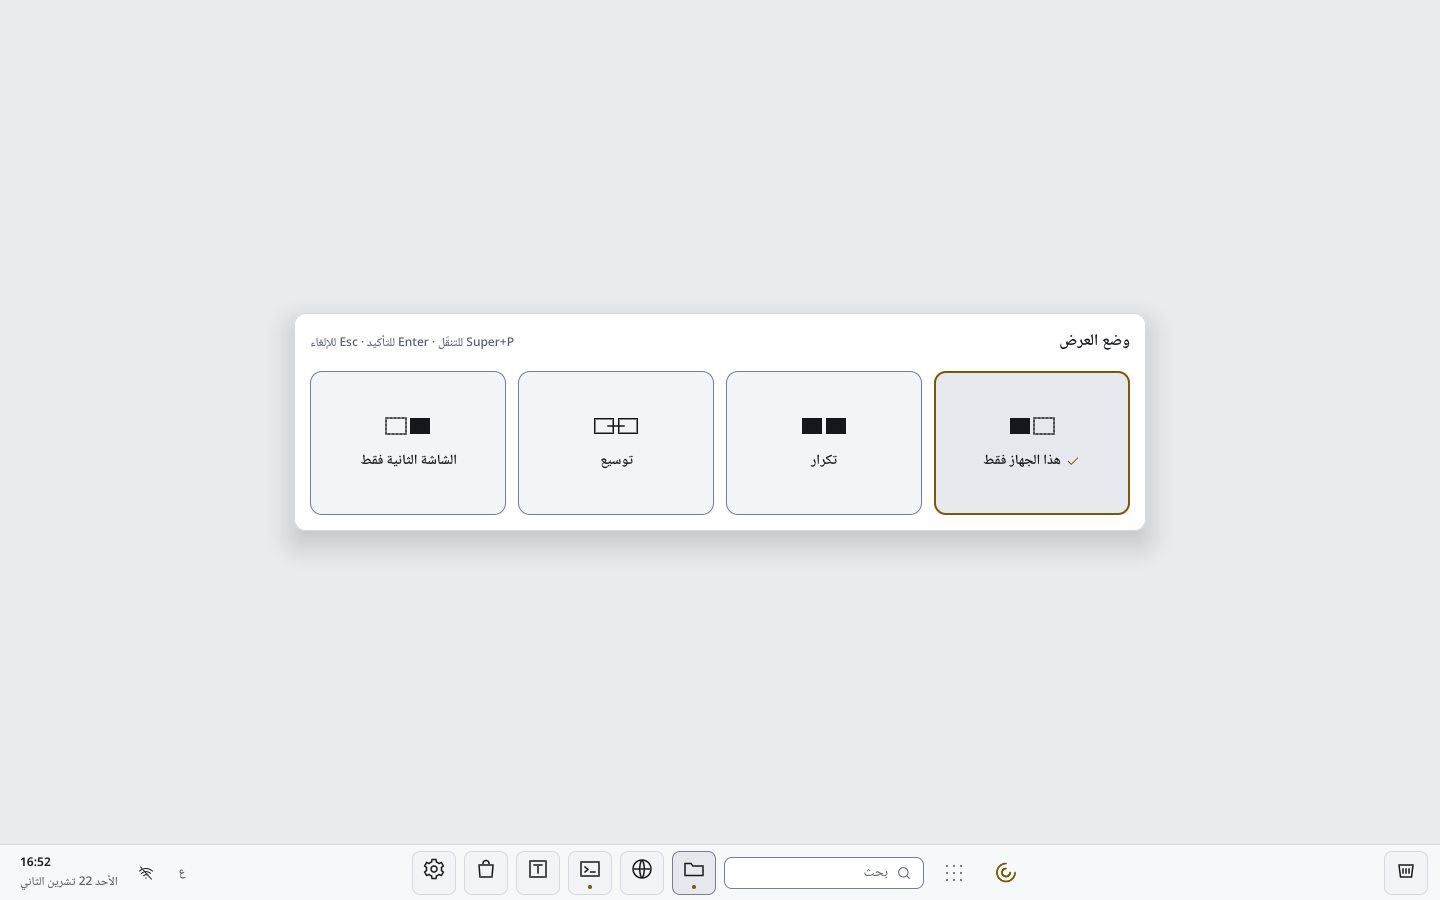 وضع العرض
Super+P للتنقّل · Enter للتأكيد · Esc للإلغاء
هذا الجهاز فقط
تكرار
توسيع
الشاشة الثانية فقط
بحث
ع
16:52
الأحد 22 تشرين الثاني